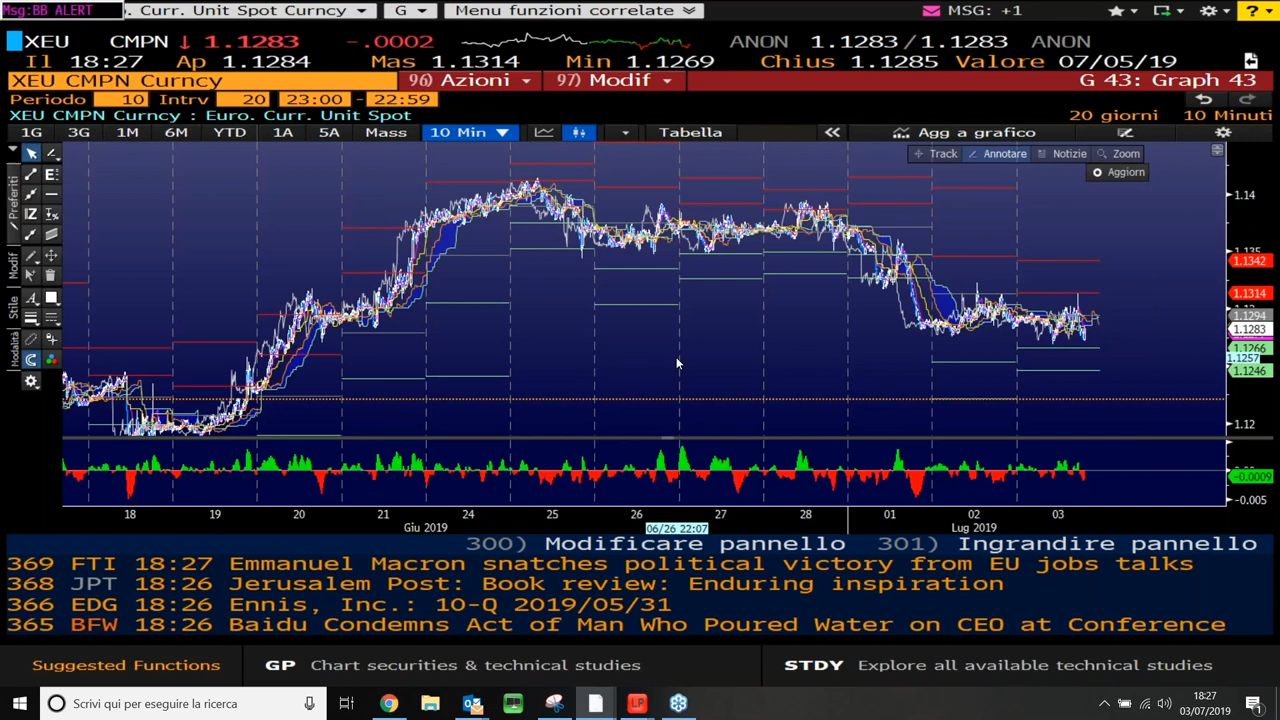 Msg:BB ALERT . Curr. Unit Spot Curncy G Menu funzioni correlate MSG: +1 ?
XEU CMPN 1.1283 -.0002 ANON 1.1283/1.1283 ANON
Il 18:27 Ap 1.1284 Mas 1.1314 Min 1.1269 Chius 1.1285 Valore 07/05/19
XEU CMPN Curncy 96) Azioni 97) Modif G 43: Graph 43
Periodo 10 Intrv 20 23:00 - 22:59
XEU CMPN Curncy : Euro. Curr. Unit Spot 20 giorni 10 Minuti
1G 3G 1M 6M YTD 1A 5A Mass 10 Min Tabella Agg a grafico
Track Annotare Notizie Zoom
Aggiorn
Preferiti
Modif
Stile
Modalità
1.14
1.135
1.1342
1.1314
1.1294
1.1283
1.1266
1.1257
1.1246
1.12
-0.0009
-0.005
18 19 20 21 24 25 26 27 28 01 02 03
Giu 2019 06/26 22:07 Lug 2019
300) Modificare pannello 301) Ingrandire pannello
369 FTI 18:27 Emmanuel Macron snatches political victory from EU jobs talks
368 JPT 18:26 Jerusalem Post: Book review: Enduring inspiration
366 EDG 18:26 Ennis, Inc.: 10-Q 2019/05/31
365 BFW 18:26 Baidu Condemns Act of Man Who Poured Water on CEO at Conference
Suggested Functions GP Chart securities & technical studies STDY Explore all available technical studies
Scrivi qui per eseguire la ricerca LP 18:27
03/07/2019